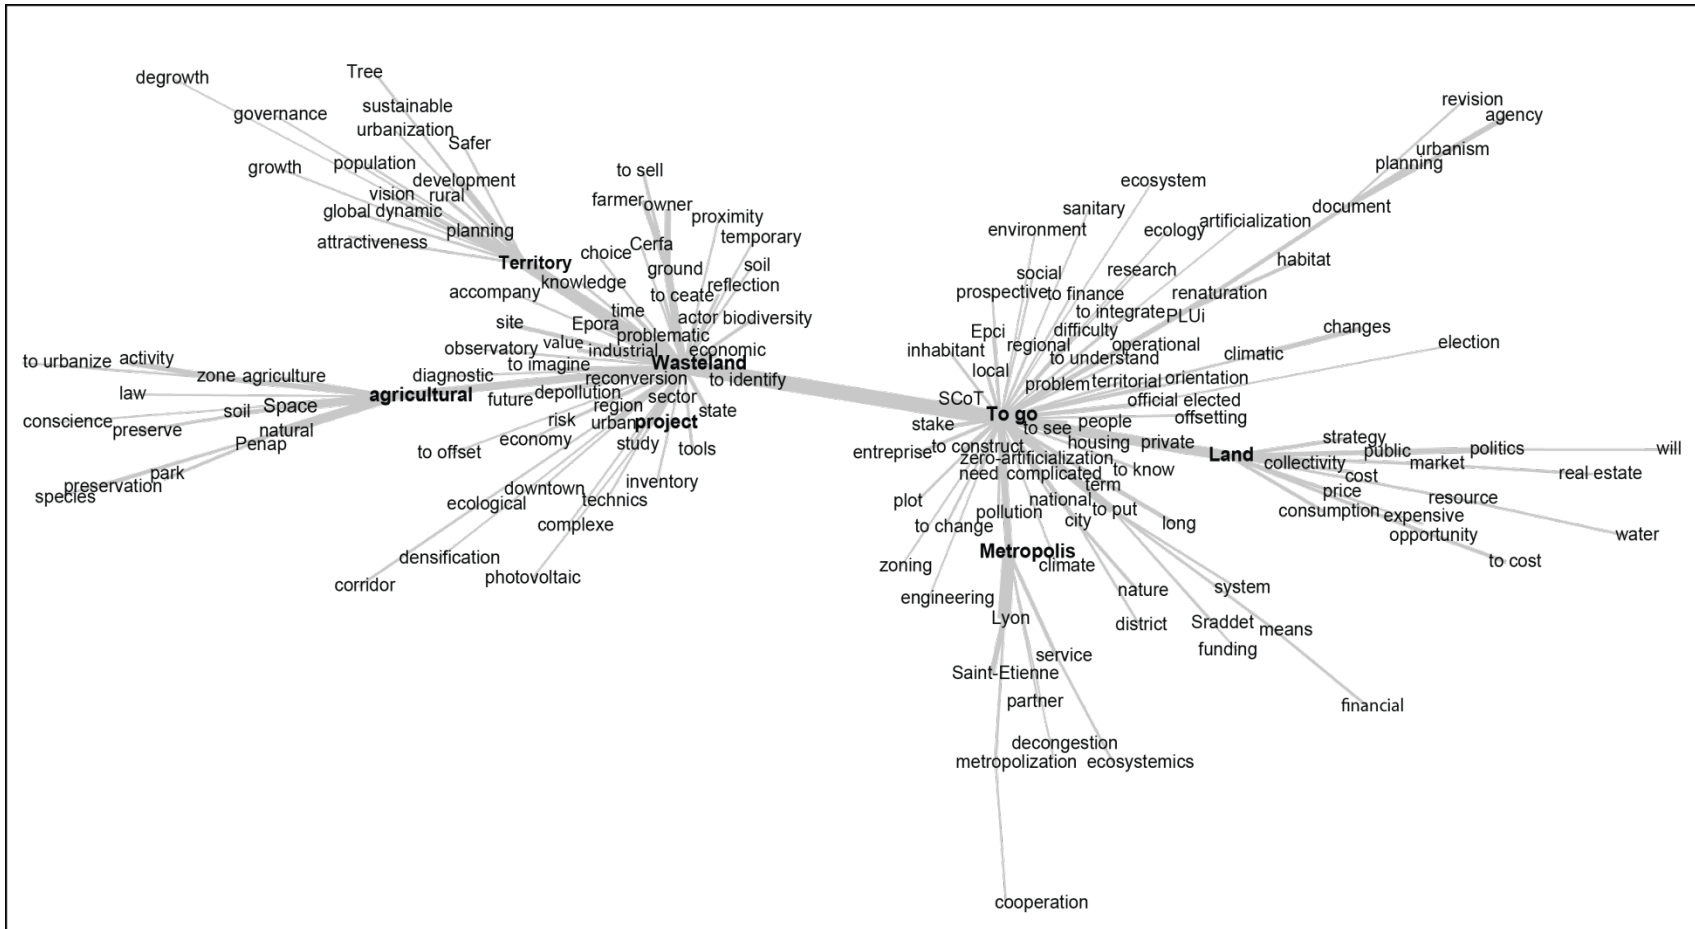 degrowth
Tree
governance
sustainable
urbanization
Safer
growth
population
development
vision
rural
global dynamic
planning
attractiveness
Territory
to sell
farmer
owner
proximity
temporary
choice
Cerfa
ground
soil
knowledge
reflection
accompany
to ceate
time
actor
biodiversity
site
Epora
problematic
observatory
value
industrial
economic
to imagine
Wasteland
diagnostic
reconversion
to identify
future
depollution
sector
region
state
risk
urban
project
economy
study
tools
to offset
inventory
downtown
technics
ecological
complexe
densification
photovoltaic
corridor
to urbanize
activity
zone agriculture
law
agricultural
soil
Space
conscience
preserve
natural
Penap
park
preservation
species
revision
agency
urbanism
planning
document
ecosystem
sanitary
artificialization
environment
ecology
habitat
social
research
prospective
to finance
renaturation
to integrate
PLUi
Epci
difficulty
changes
inhabitant
regional
operational
to understand
climatic
election
local
problem
territorial
orientation
SCoT
official elected
To go
offsetting
stake
to see
people
entreprise
to construct
housing
private
Land
zero-artificialization
need
complicated
to know
term
strategy
public
politics
will
collectivity
market
cost
real estate
price
resource
consumption
expensive
opportunity
water
to cost
plot
national
to put
pollution
to change
city
long
Metropolis
zoning
climate
engineering
nature
system
Lyon
district
Sraddet
means
funding
service
Saint-Etienne
partner
financial
decongestion
metropolization
ecosystemics
cooperation